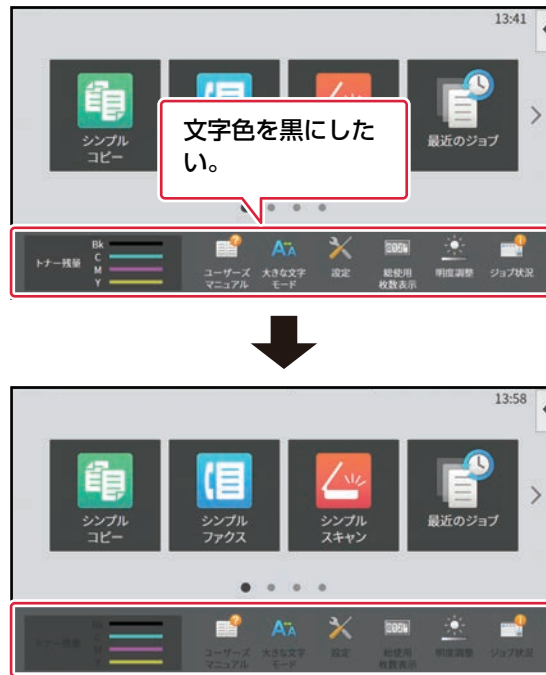 13:41
シンプル
コピー
文字色を黒にした
い。
最近のジョブ
トナー残量
Bk
C
M
Y
ユーザーズ
マニュアル
大きな文字
モード
設定
総使用
枚数表示
明度調整
ジョブ状況
13:58
シンプル
コピー
シンプル
ファクス
シンプル
スキャン
最近のジョブ
トナー残量
Bk
C
M
Y
ユーザーズ
マニュアル
大きな文字
モード
設定
総使用
枚数表示
明度調整
ジョブ状況